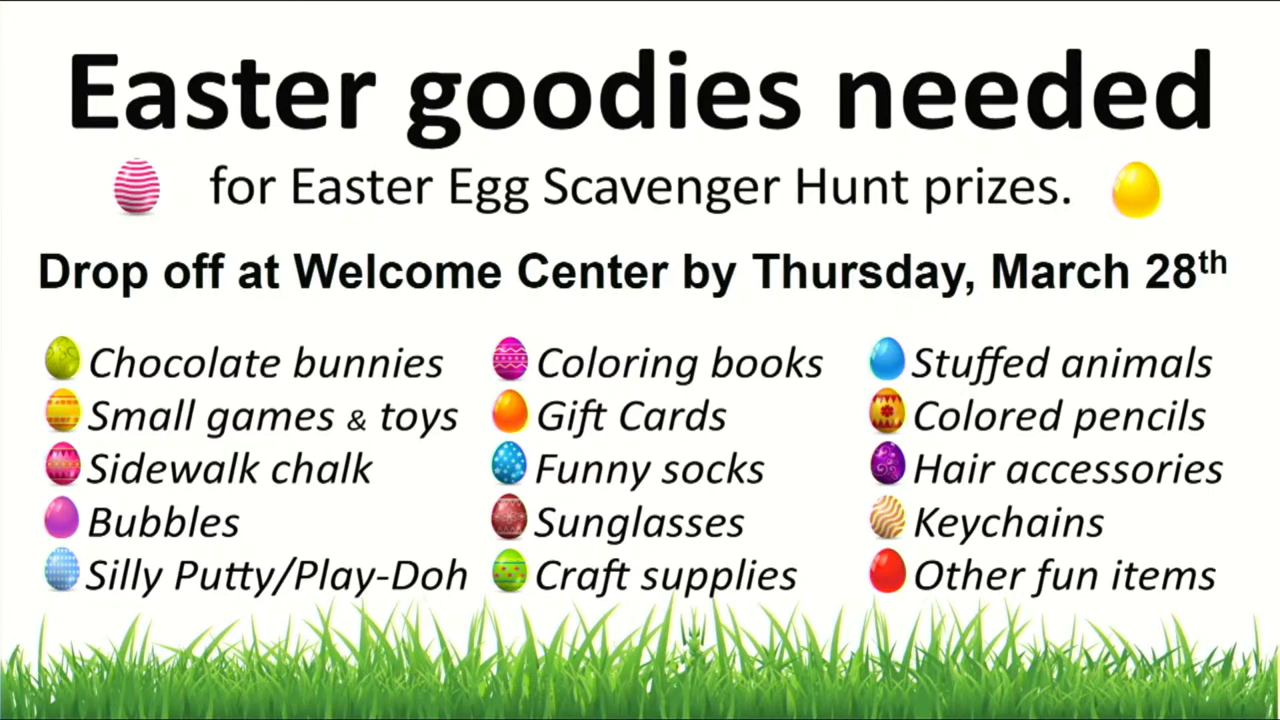 Easter goodies needed
for Easter Egg Scavenger Hunt prizes.
Drop off at Welcome Center by Thursday, March 28th
Chocolate bunnies
Small games & toys
Sidewalk chalk
Bubbles
Silly Putty/Play-Doh
Coloring books
Gift Cards
Funny socks
Sunglasses
Craft supplies
Stuffed animals
Colored pencils
Hair accessories
Keychains
Other fun items